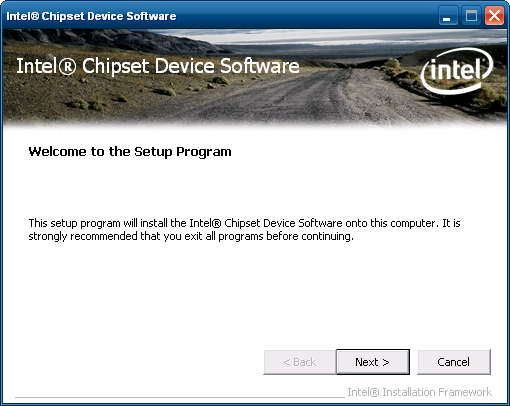 Intel® Chipset Device Software
Intel® Chipset Device Software
intel
Welcome to the Setup Program
This setup program will install the Intel® Chipset Device Software onto this computer. It is
strongly recommended that you exit all programs before continuing.
< Back Next > Cancel
Intel® Installation Framework